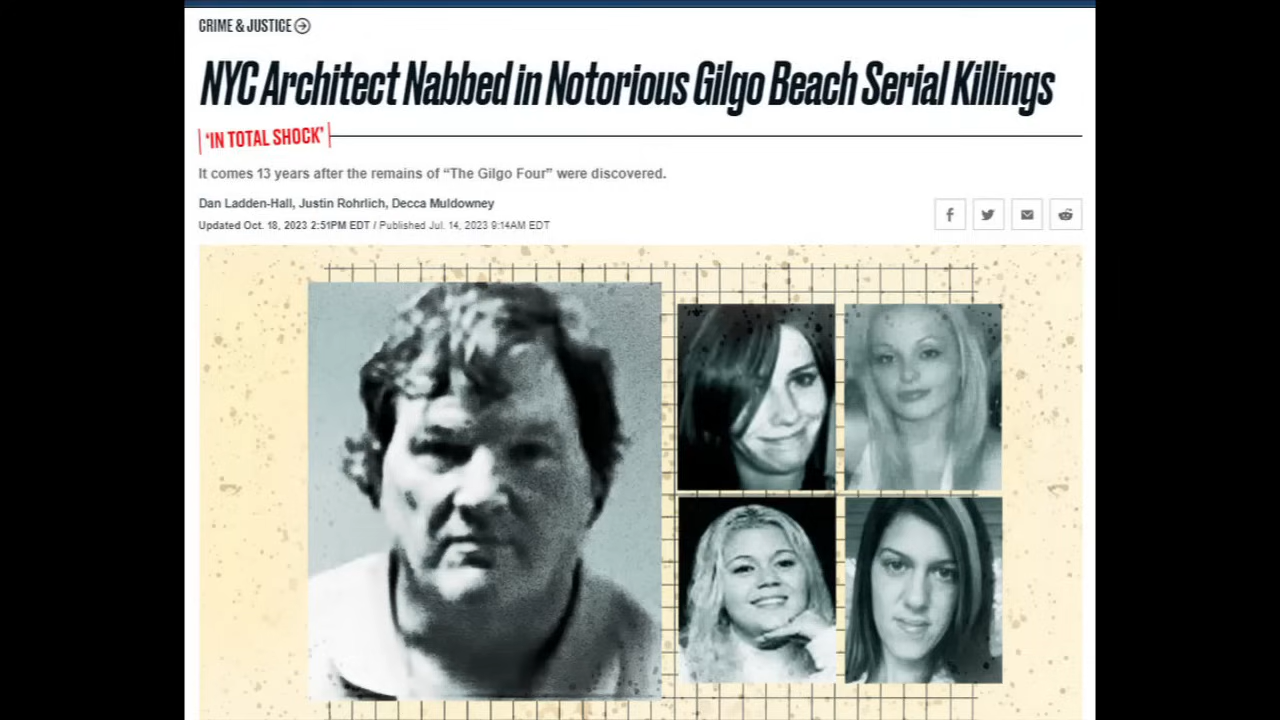 CRIME & JUSTICE
NYC Architect Nabbed in Notorious Gilgo Beach Serial Killings
'IN TOTAL SHOCK'
It comes 13 years after the remains of “The Gilgo Four” were discovered.
Dan Ladden-Hall, Justin Rohrlich, Decca Muldowney
Updated Oct. 18, 2023 2:51PM EDT / Published Jul. 14, 2023 9:14AM EDT